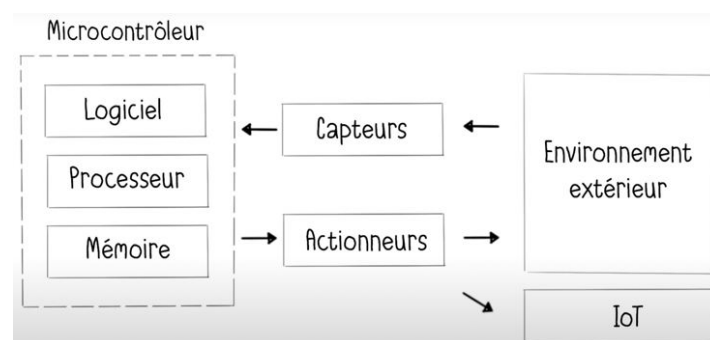 Microcontrôleur
Logiciel
Processeur
Mémoire
Capteurs
Actionneurs
Environnement
extérieur
IoT